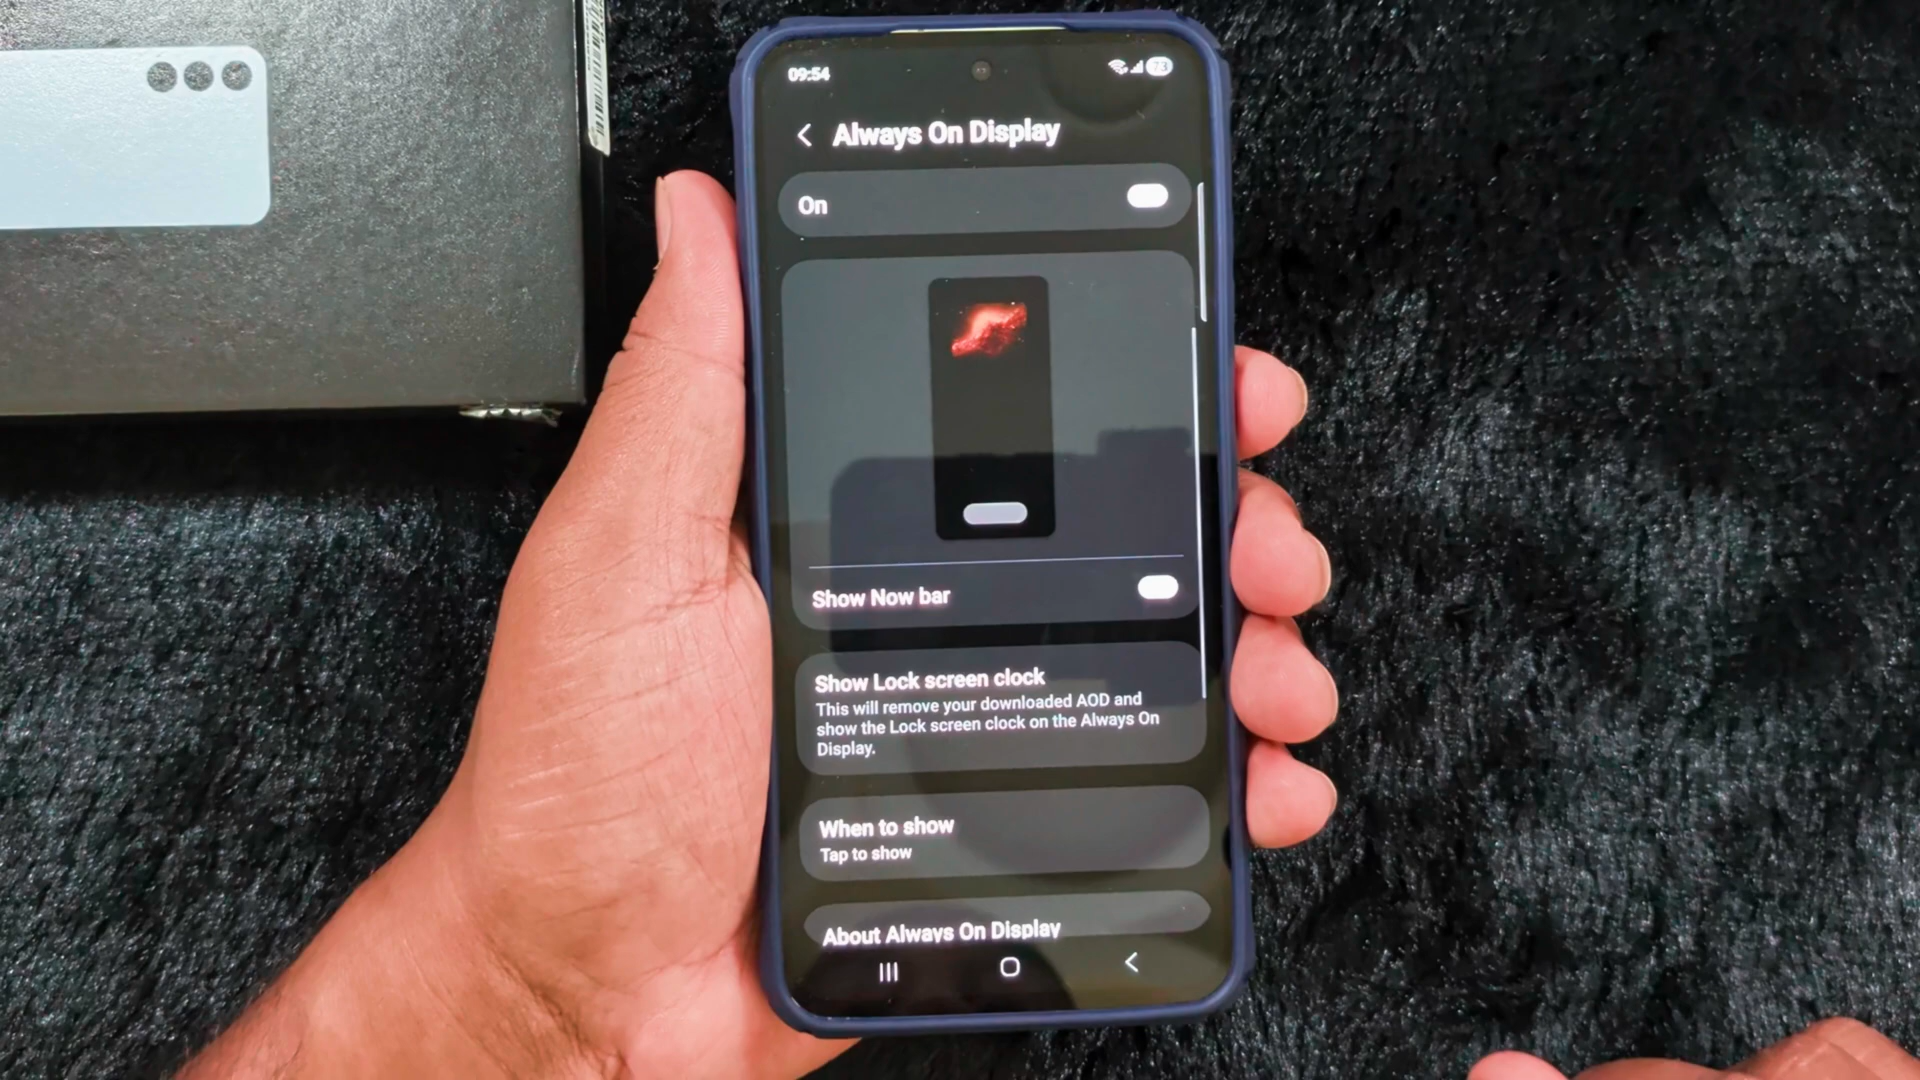 09:54
73
Always On Display
On
Show Now bar
Show Lock screen clock
This will remove your downloaded AOD and
show the Lock screen clock on the Always On
Display.
When to show
Tap to show
About Always On Display